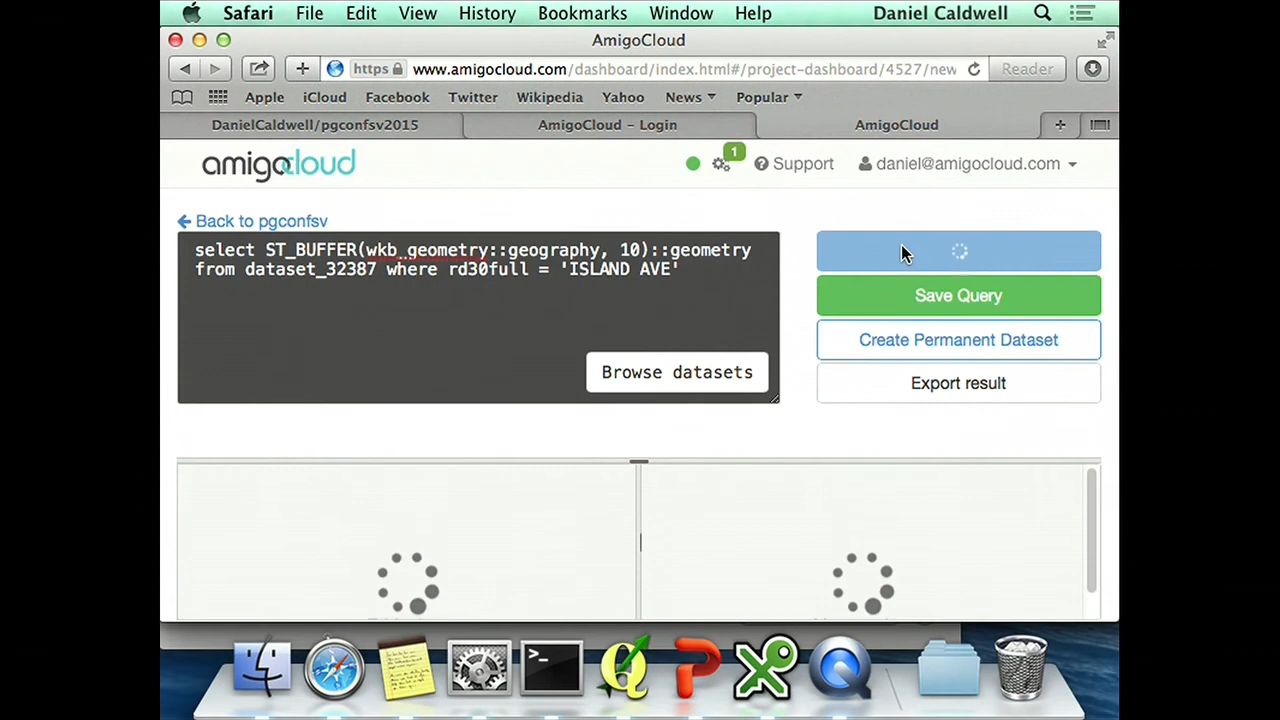 Safari File Edit View History Bookmarks Window Help Daniel Caldwell
AmigoCloud
https www.amigocloud.com/dashboard/index.html#/project-dashboard/4527/new Reader
Apple iCloud Facebook Twitter Wikipedia Yahoo News Popular
DanielCaldwell/pgconfsv2015 AmigoCloud - Login AmigoCloud
amigocloud 1 Support daniel@amigocloud.com
Back to pgconfsv
select ST_BUFFER(wkb_geometry::geography, 10)::geometry
from dataset_32387 where rd30full = 'ISLAND AVE'
Save Query
Create Permanent Dataset
Browse datasets
Export result